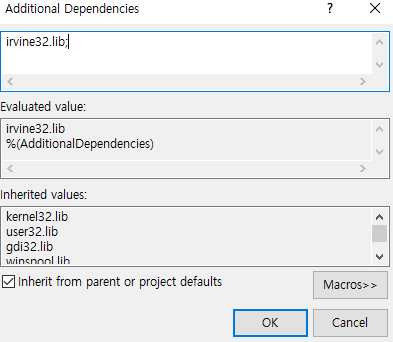 Additional Dependencies
?
irvine32.lib;
Evaluated value:
irvine32.lib
%(AdditionalDependencies)
Inherited values:
kernel32.lib
user32.lib
gdi32.lib
winspool.lib
Inherit from parent or project defaults
Macros>>
OK
Cancel